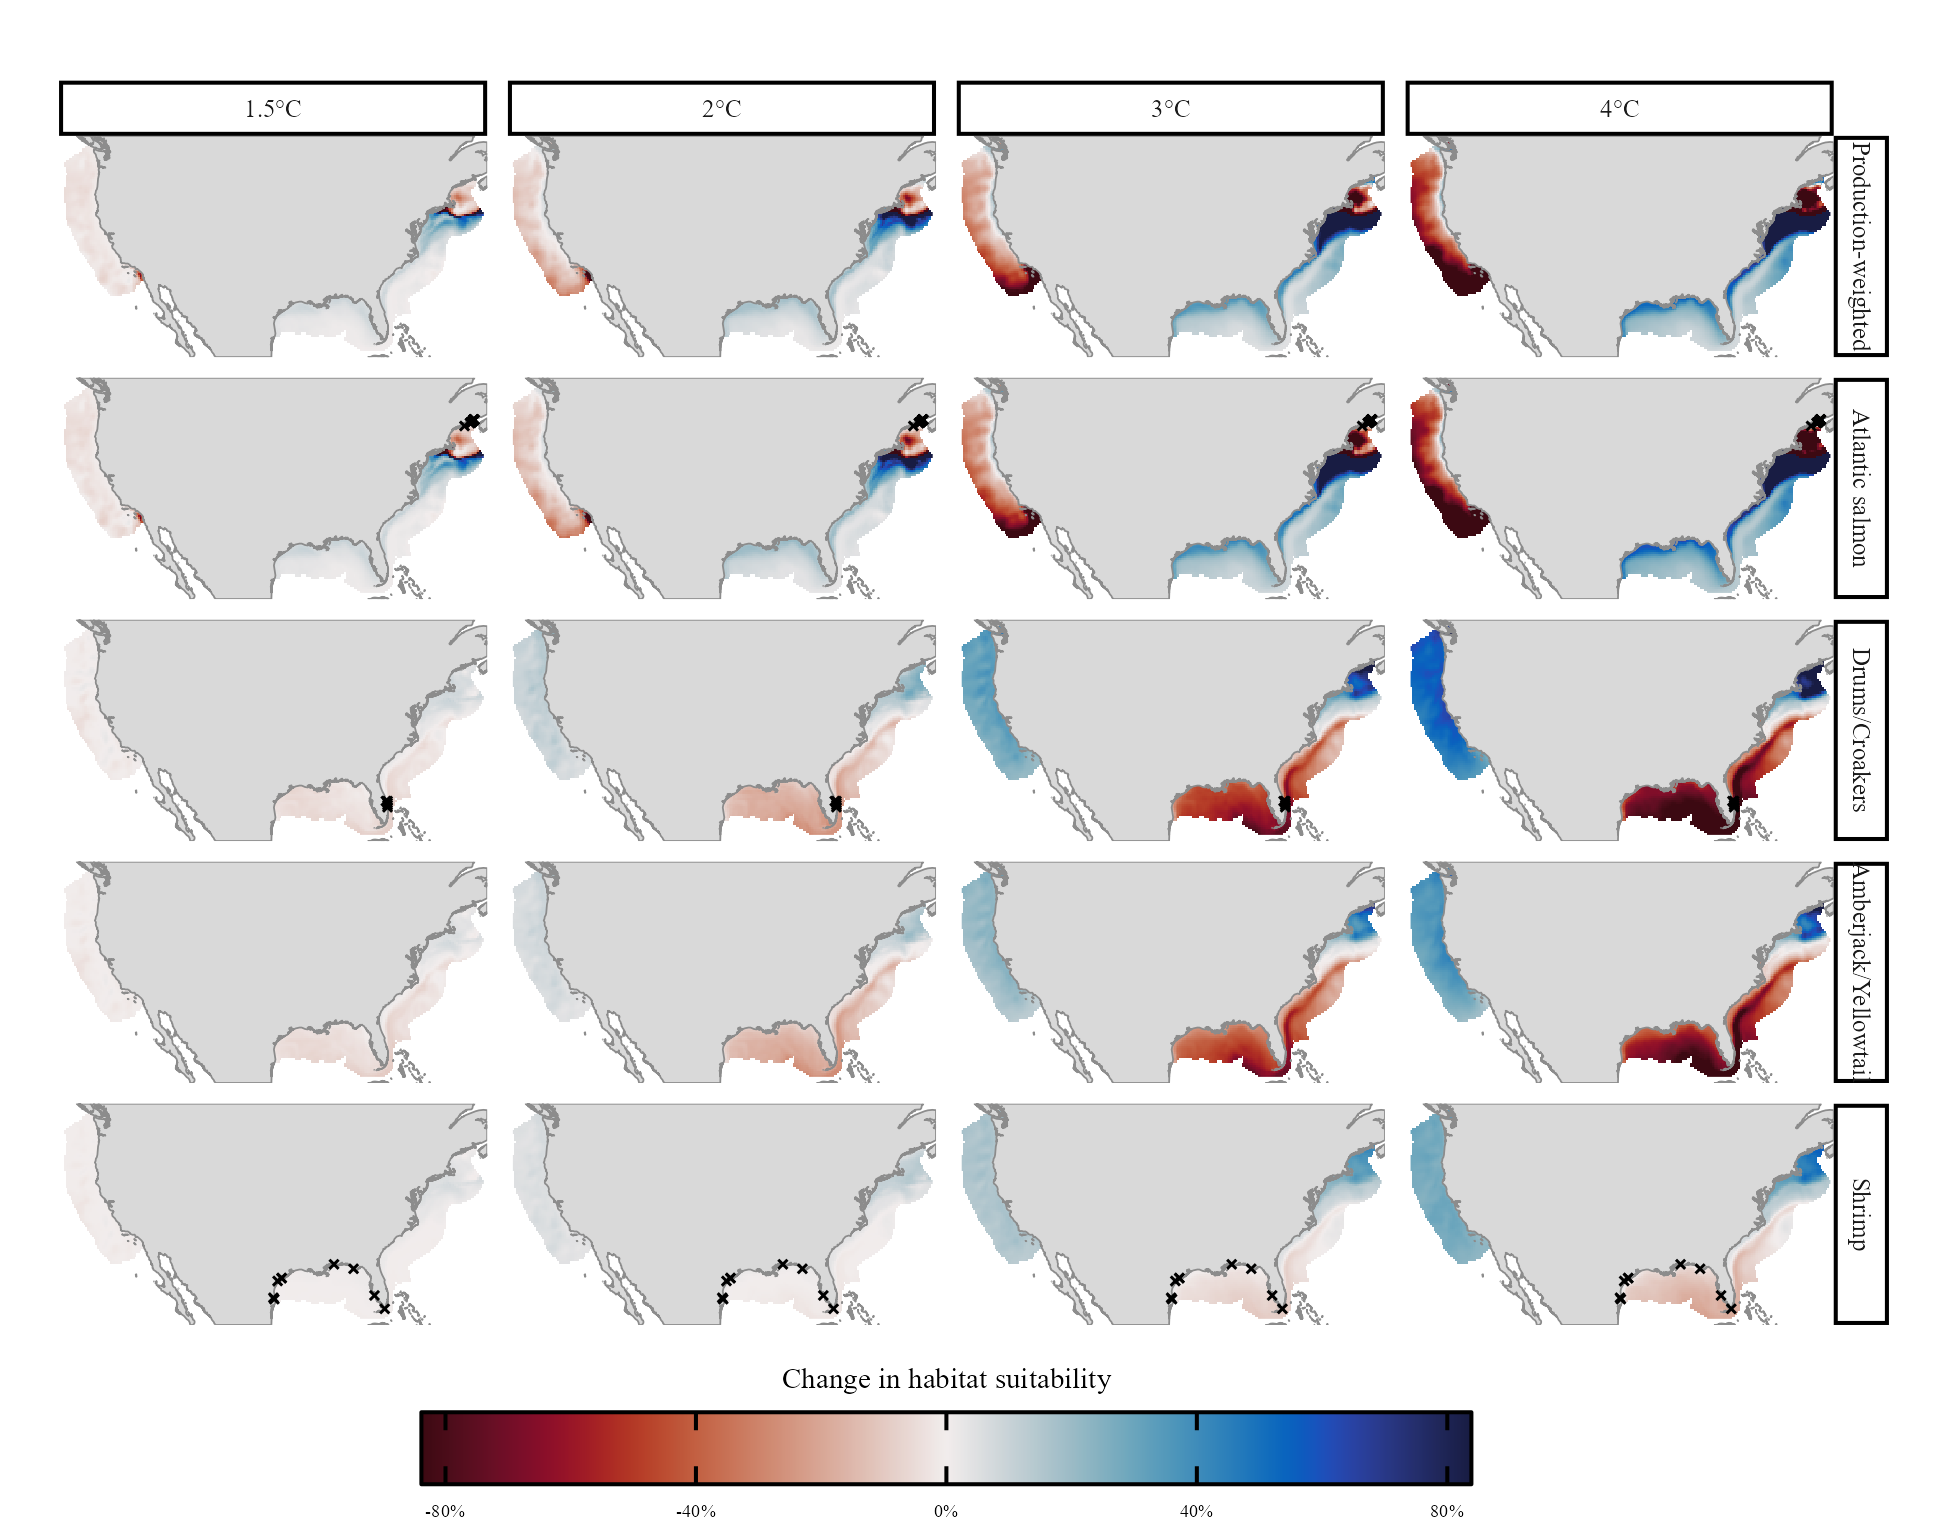 1.5°C
2°C
3°C
4°C
Production-weighted
Atlantic salmon
Drums/Croakers
Amberjack/Yellowtai
Shrimp
Change in habitat suitability
-80%
-40%
0%
40%
80%